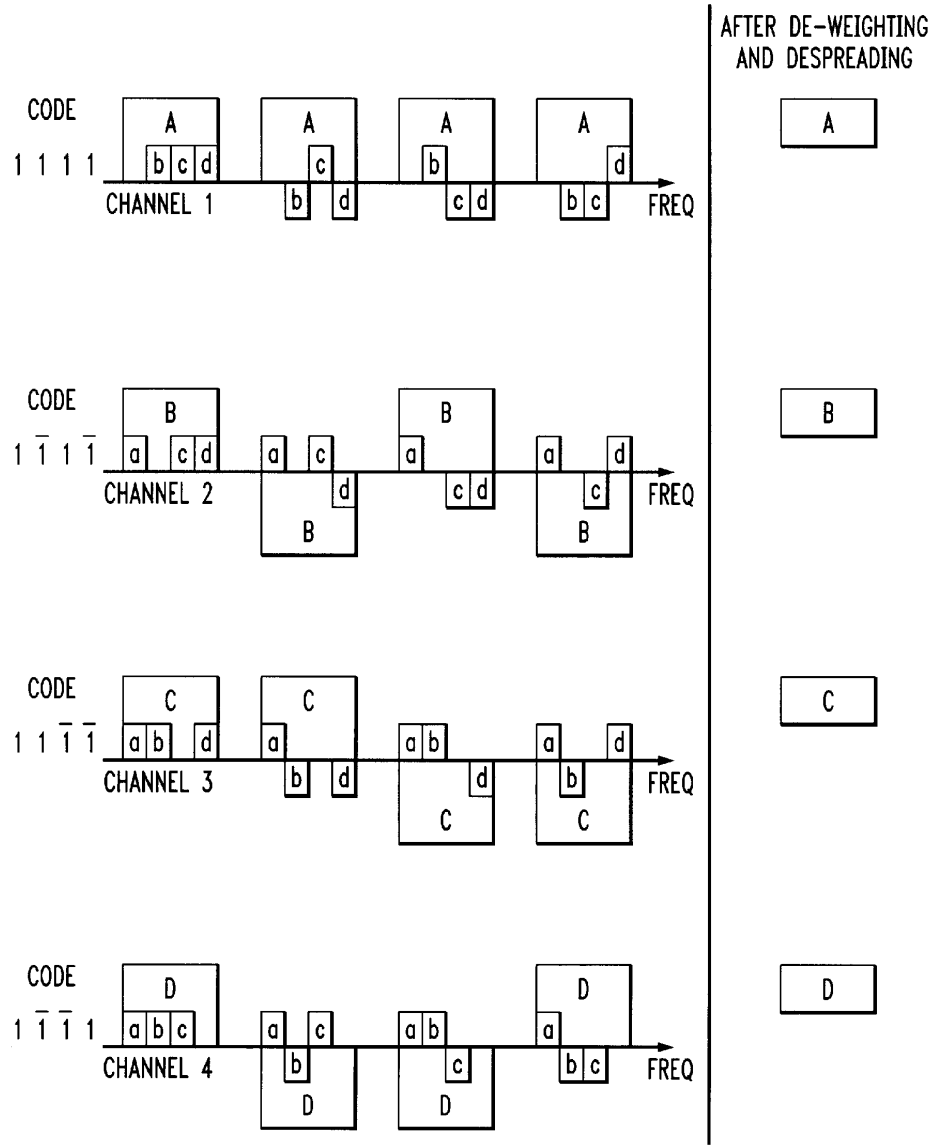 AFTER DE-WEIGHTING
AND DESPREADING
CODE
1 1 1 1
A
b c d
A
b c d
A
b c d
A
b c d
CHANNEL 1
FREQ
A
CODE
1 1̅ 1 1̅
B
a c d
a c d
B
B
a c d
a c d
B
CHANNEL 2
FREQ
B
CODE
1 1 1̅ 1̅
C
a b d
C
a b d
a b d
C
a b d
C
CHANNEL 3
FREQ
C
CODE
1 1̅ 1̅ 1
D
a b c
a b c
D
a b c
D
D
a b c
CHANNEL 4
FREQ
D